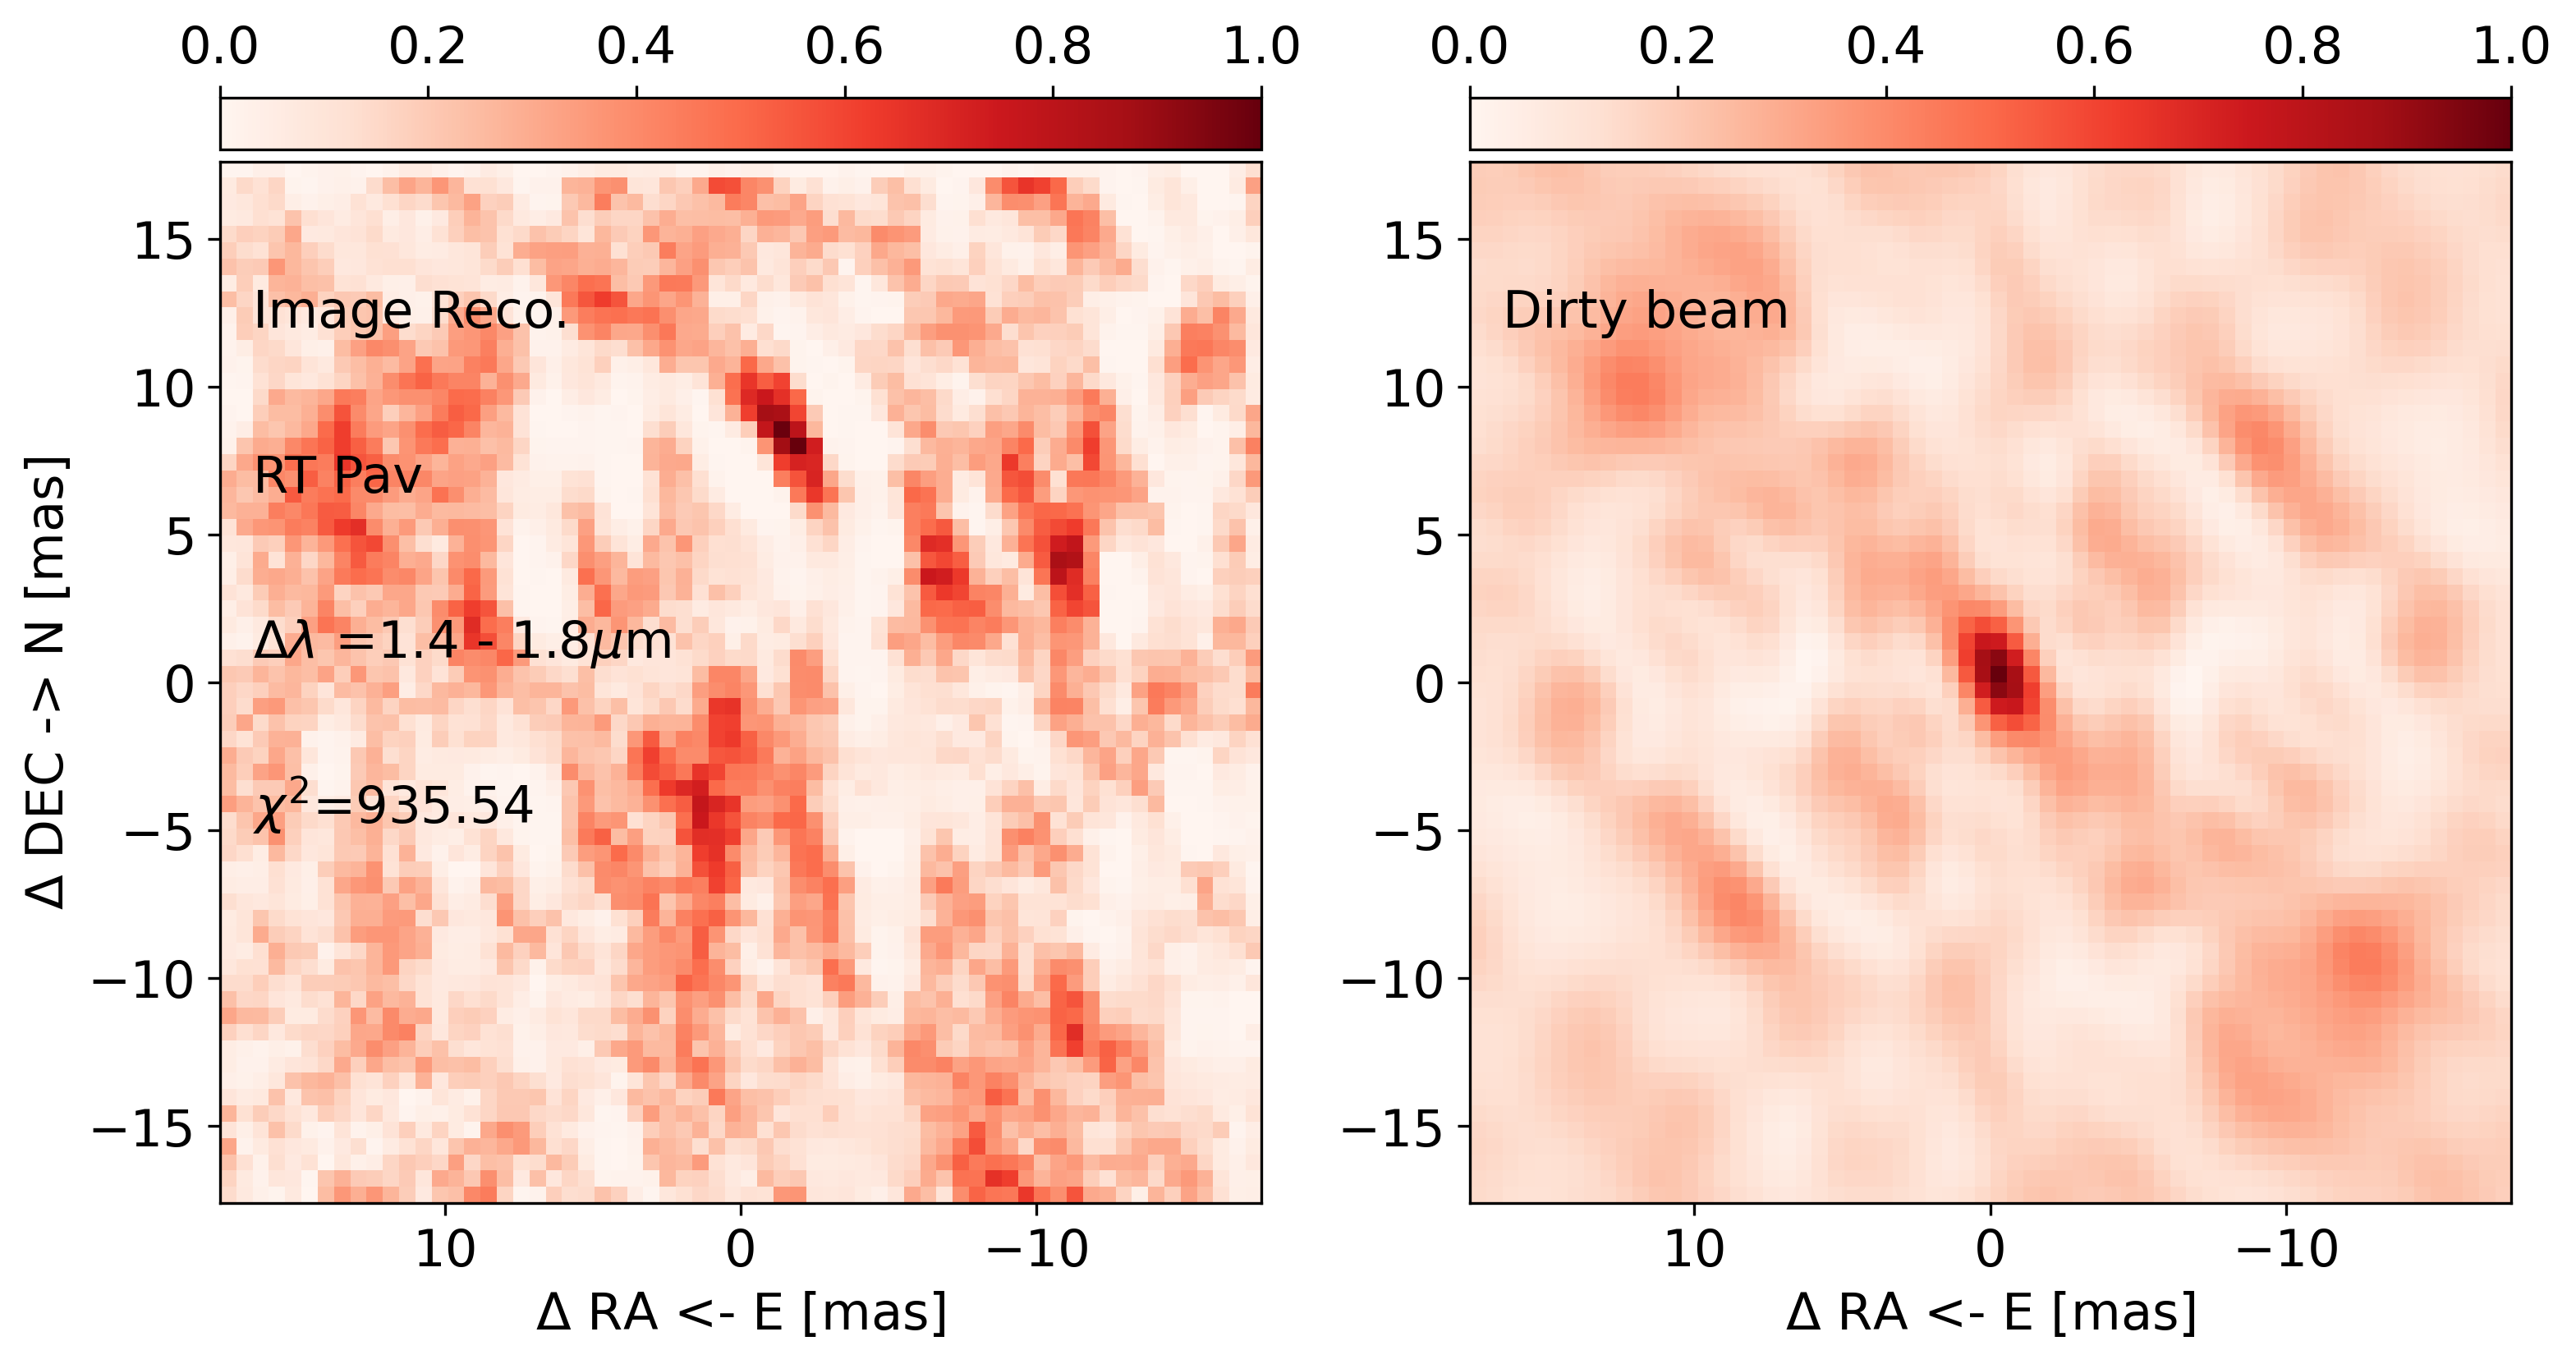 0.0 0.2 0.4 0.6 0.8 1.0
0.0 0.2 0.4 0.6 0.8 1.0
Δ DEC -> N [mas]
15
10
5
0
−5
−10
−15
Image Reco.
RT Pav
Δλ =1.4 - 1.8μm
χ²=935.54
10 0 −10
Δ RA <- E [mas]
15
10
5
0
−5
−10
−15
Dirty beam
10 0 −10
Δ RA <- E [mas]